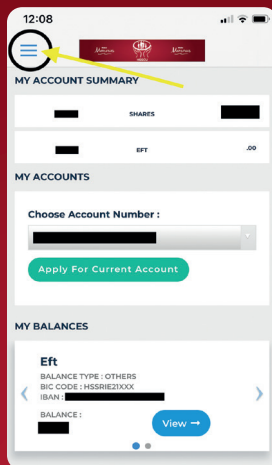 12:08
MY ACCOUNT SUMMARY
SHARES
EFT .00
MY ACCOUNTS
Choose Account Number :
Apply For Current Account
MY BALANCES
Eft
BALANCE TYPE : OTHERS
BIC CODE : HSSRIE21XXX
IBAN :
BALANCE :
View →